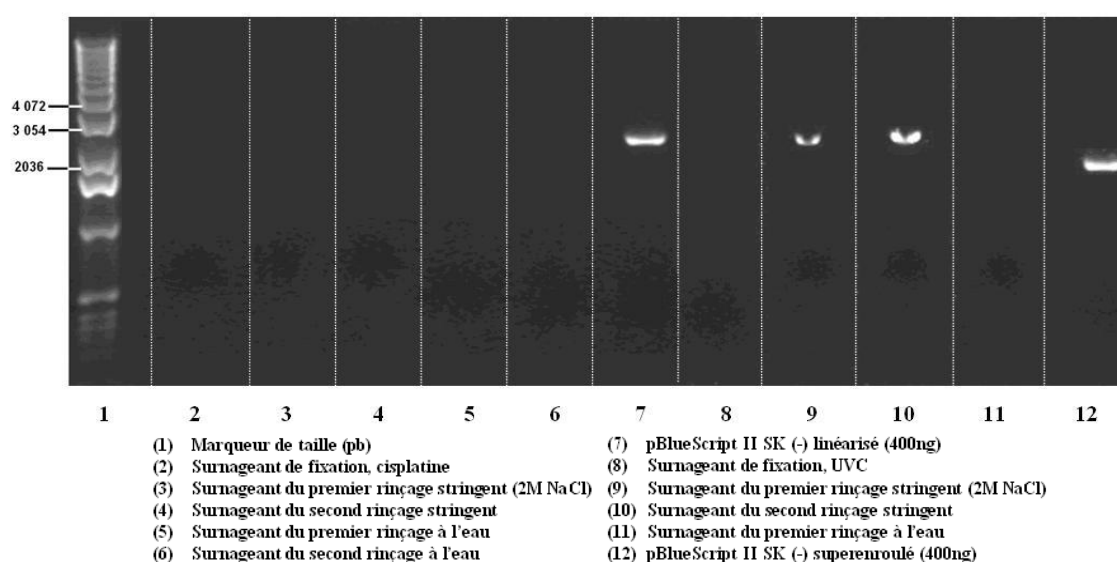 4 072
3 054
2036
1 2 3 4 5 6 7 8 9 10 11 12
(1) Marqueur de taille (pb)
(2) Surnageant de fixation, cisplatine
(3) Surnageant du premier rinçage stringent (2M NaCl)
(4) Surnageant du second rinçage stringent
(5) Surnageant du premier rinçage à l'eau
(6) Surnageant du second rinçage à l'eau
(7) pBlueScript II SK (-) linéarisé (400ng)
(8) Surnageant de fixation, UVC
(9) Surnageant du premier rinçage stringent (2M NaCl)
(10) Surnageant du second rinçage stringent
(11) Surnageant du premier rinçage à l'eau
(12) pBlueScript II SK (-) superenroulé (400ng)